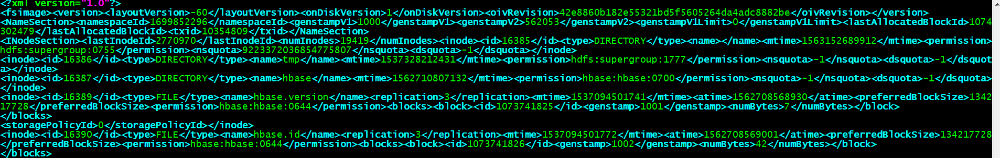 <?xml version="1.0"?>
<fsimage><version><layoutVersion>-60</layoutVersion><onDiskVersion>1</onDiskVersion><oivRevision>42e8860b182e55321bd5f5605264da4adc8882be</oivRevision></version>
<NameSection><namespaceId>1699852296</namespaceId><genstampV1>1000</genstampV1><genstampV2>562053</genstampV2><genstampV1Limit>0</genstampV1Limit><lastAllocatedBlockId>1074
302479</lastAllocatedBlockId><txid>10354809</txid></NameSection>
<INodeSection><lastInodeId>2770970</lastInodeId><numInodes>19419</numInodes><inode><id>16385</id><type>DIRECTORY</type><name></name><mtime>1563152689912</mtime><permission>
hdfs:supergroup:0755</permission><nsquota>9223372036854775807</nsquota><dsquota>-1</dsquota></inode>
<inode><id>16386</id><type>DIRECTORY</type><name>tmp</name><mtime>1537328212431</mtime><permission>hdfs:supergroup:1777</permission><nsquota>-1</nsquota><dsquota>-1</dsquot
a></inode>
<inode><id>16387</id><type>DIRECTORY</type><name>hbase</name><mtime>1562710807132</mtime><permission>hbase:hbase:0700</permission><nsquota>-1</nsquota><dsquota>-1</dsquota>
</inode>
<inode><id>16389</id><type>FILE</type><name>hbase.version</name><replication>3</replication><mtime>1537094501741</mtime><atime>1562708568930</atime><preferredBlockSize>1342
17728</preferredBlockSize><permission>hbase:hbase:0644</permission><blocks><block><id>1073741825</id><genstamp>1001</genstamp><numBytes>7</numBytes></block>
</blocks>
<storagePolicyId>0</storagePolicyId></inode>
<inode><id>16390</id><type>FILE</type><name>hbase.id</name><replication>3</replication><mtime>1537094501772</mtime><atime>1562708569001</atime><preferredBlockSize>134217728
</preferredBlockSize><permission>hbase:hbase:0644</permission><blocks><block><id>1073741826</id><genstamp>1002</genstamp><numBytes>42</numBytes></block>
</blocks>